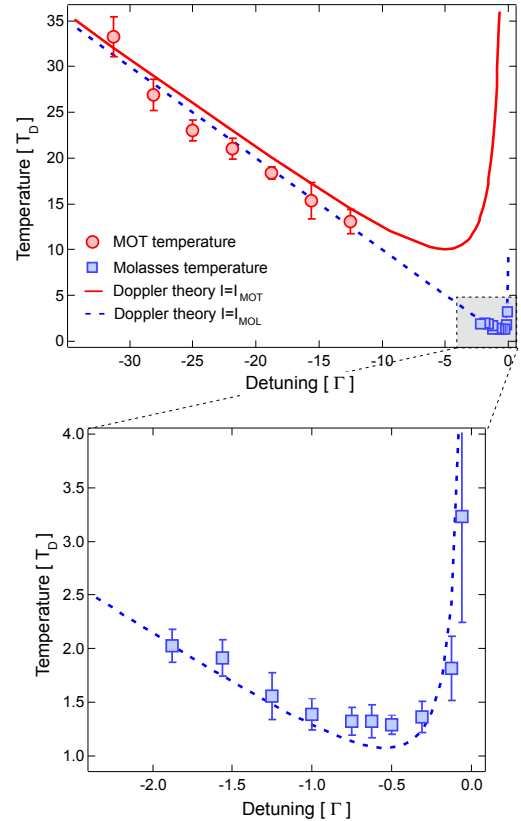 35
30
25
20
15
10
5
0
Temperature [ T_D ]
MOT temperature
Molasses temperature
Doppler theory I=I_MOT
Doppler theory I=I_MOL
-30 -25 -20 -15 -10 -5 0
Detuning [ Γ ]
4.0
3.5
3.0
2.5
2.0
1.5
1.0
Temperature [ T_D ]
-2.0 -1.5 -1.0 -0.5 0.0
Detuning [ Γ ]